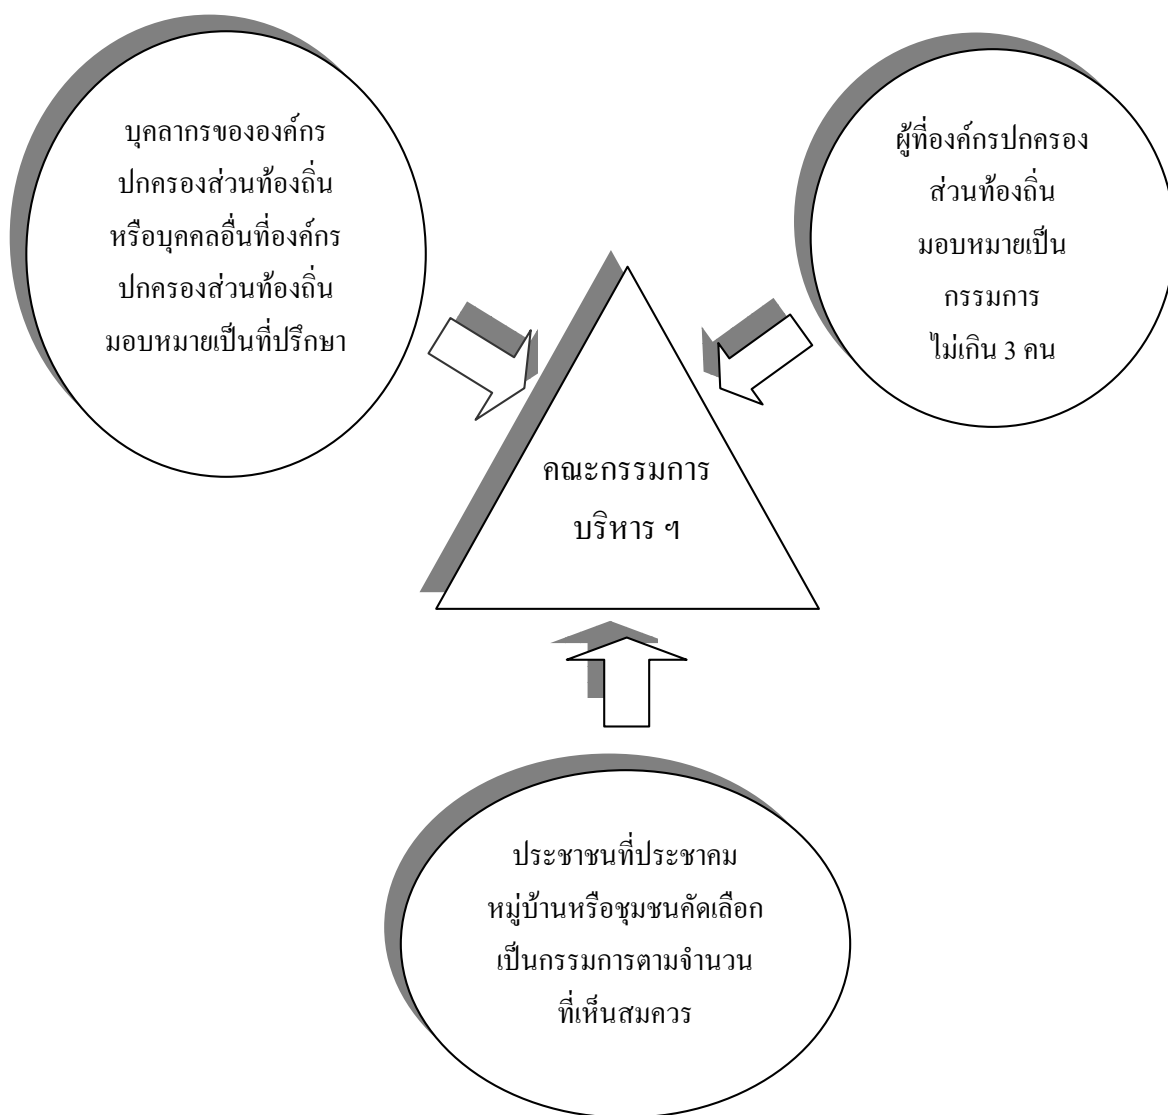 บุคลากรขององค์กร
ปกครองส่วนท้องถิ่น
หรือบุคคลอื่นที่องค์กร
ปกครองส่วนท้องถิ่น
มอบหมายเป็นที่ปรึกษา
ผู้ที่องค์กรปกครอง
ส่วนท้องถิ่น
มอบหมายเป็น
กรรมการ
ไม่เกิน 3 คน
คณะกรรมการ
บริหาร ฯ
ประชาชนที่ประชาคม
หมู่บ้านหรือชุมชนคัดเลือก
เป็นกรรมการตามจำนวน
ที่เห็นสมควร